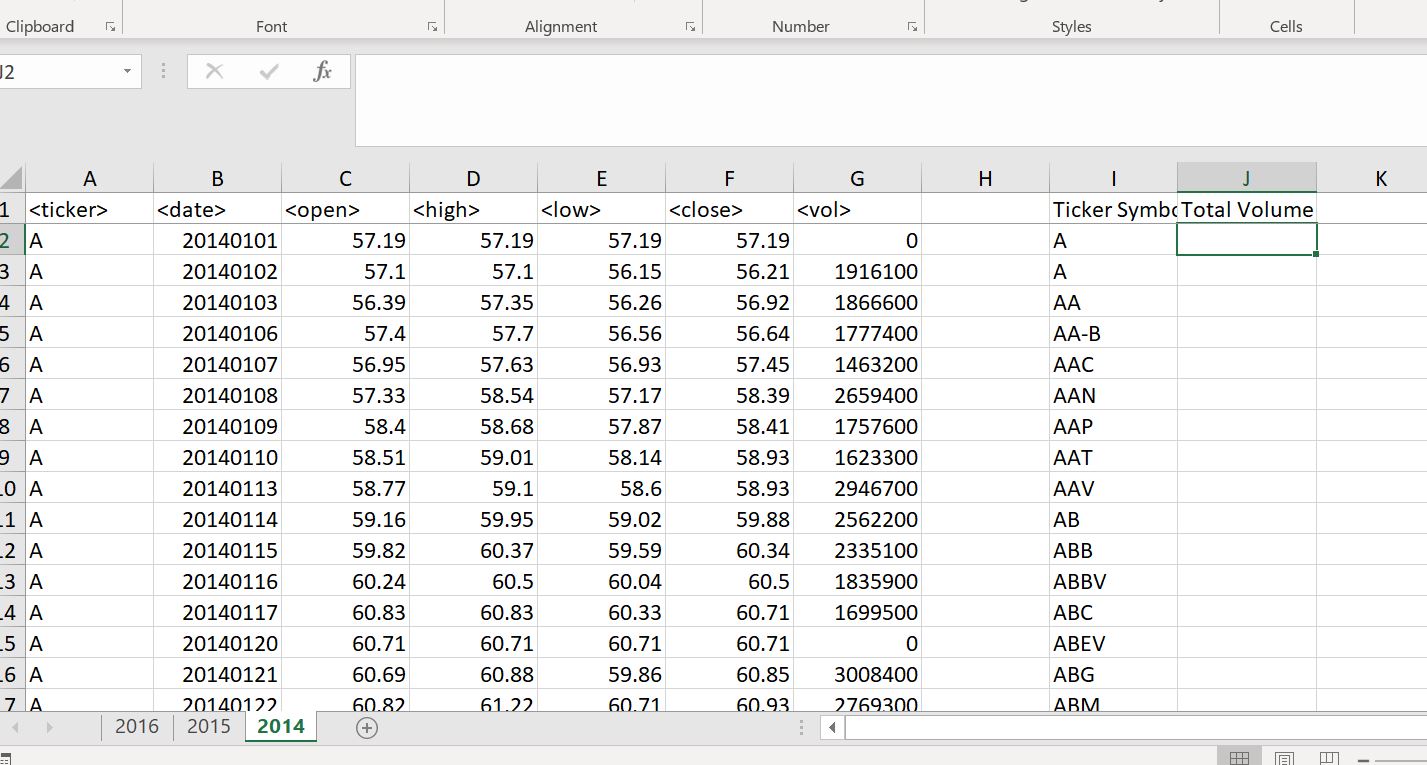 Clipboard Font Alignment Number Styles Cells
J2 fx
A B C D E F G H I J K
1 <ticker> <date> <open> <high> <low> <close> <vol> Ticker Symbo Total Volume
2 A 20140101 57.19 57.19 57.19 57.19 0 A
3 A 20140102 57.1 57.1 56.15 56.21 1916100 A
4 A 20140103 56.39 57.35 56.26 56.92 1866600 AA
5 A 20140106 57.4 57.7 56.56 56.64 1777400 AA-B
6 A 20140107 56.95 57.63 56.93 57.45 1463200 AAC
7 A 20140108 57.33 58.54 57.17 58.39 2659400 AAN
8 A 20140109 58.4 58.68 57.87 58.41 1757600 AAP
9 A 20140110 58.51 59.01 58.14 58.93 1623300 AAT
10 A 20140113 58.77 59.1 58.6 58.93 2946700 AAV
11 A 20140114 59.16 59.95 59.02 59.88 2562200 AB
12 A 20140115 59.82 60.37 59.59 60.34 2335100 ABB
13 A 20140116 60.24 60.5 60.04 60.5 1835900 ABBV
14 A 20140117 60.83 60.83 60.33 60.71 1699500 ABC
15 A 20140120 60.71 60.71 60.71 60.71 0 ABEV
16 A 20140121 60.69 60.88 59.86 60.85 3008400 ABG
17 A 20140122 60.82 61.22 60.71 60.93 2769300 ABM
2016 2015 2014